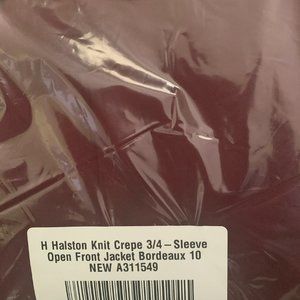 H Halston Knit Crepe 3/4-Sleeve
Open Front Jacket Bordeaux 10
NEW A311549